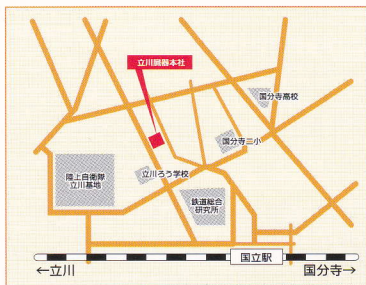 立川機器本社
国分寺高校
国分寺二小
立川ろう学校
陸上自衛隊
立川基地
鉄道総合
研究所
国立駅
←立川
国分寺→